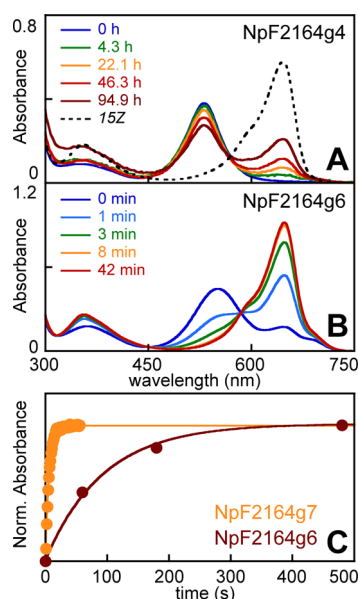 0.8
0 h
4.3 h
22.1 h
46.3 h
94.9 h
15Z
NpF2164g4
Absorbance
0
A
1.2
0 min
1 min
3 min
8 min
42 min
NpF2164g6
Absorbance
0
B
300 450 600 750
wavelength (nm)
Norm. Absorbance
NpF2164g7
NpF2164g6
C
0 100 200 300 400 500
time (s)